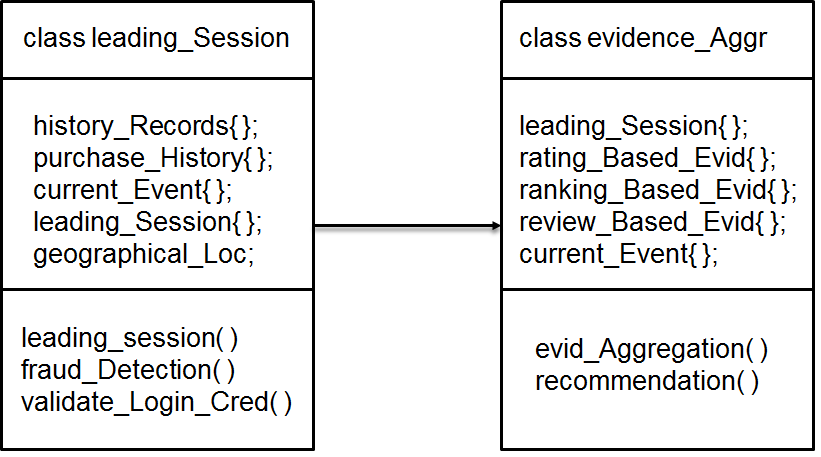 class leading_Session
history_Records{ };
purchase_History{ };
current_Event{ };
leading_Session{ };
geographical_Loc;
leading_session( )
fraud_Detection( )
validate_Login_Cred( )
class evidence_Aggr
leading_Session{ };
rating_Based_Evid{ };
ranking_Based_Evid{ };
review_Based_Evid{ };
current_Event{ };
evid_Aggregation( )
recommendation( )